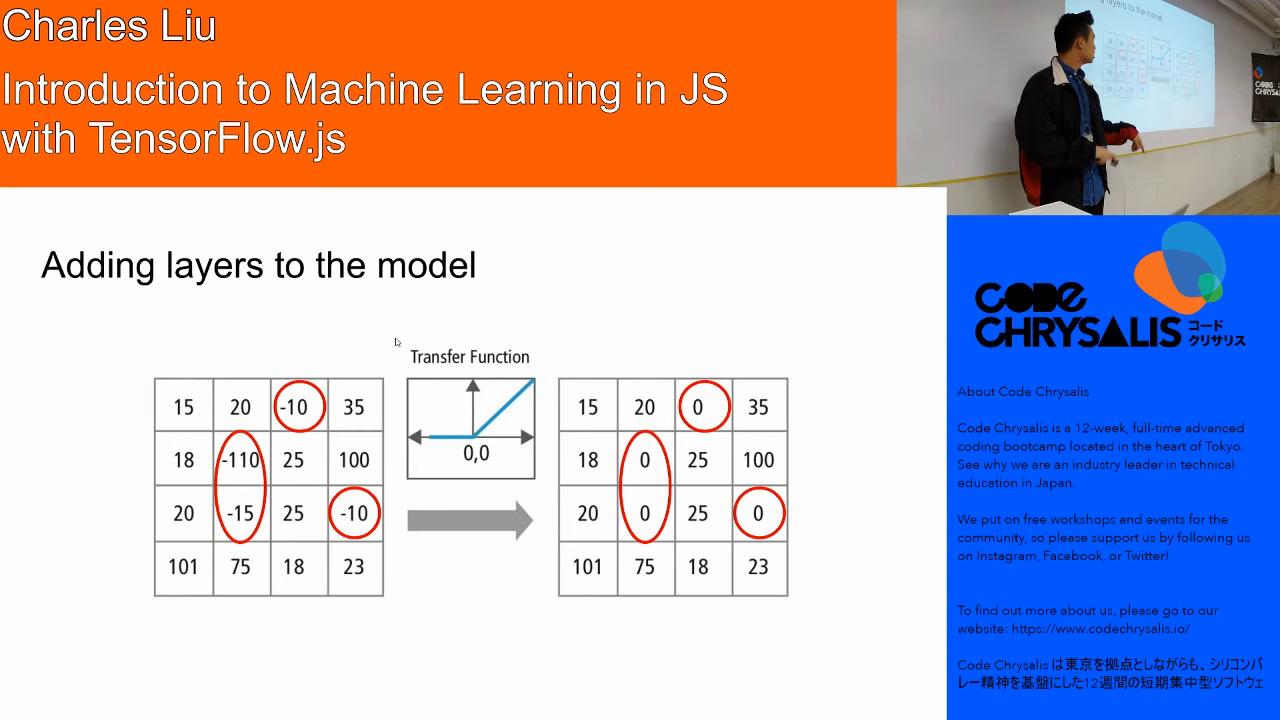 Charles Liu
Introduction to Machine Learning in JS
with TensorFlow.js
Adding layers to the model
Transfer Function
0,0
15 20 -10 35
18 -110 25 100
20 -15 25 -10
101 75 18 23
15 20 0 35
18 0 25 100
20 0 25 0
101 75 18 23
layers to the model
CODE
CHRYSALIS
CODE
CHRYSALIS
コード
クリサリス
About Code Chrysalis
Code Chrysalis is a 12-week, full-time advanced
coding bootcamp located in the heart of Tokyo.
See why we are an industry leader in technical
education in Japan.
We put on free workshops and events for the
community, so please support us by following us
on Instagram, Facebook, or Twitter!
To find out more about us, please go to our
website: https://www.codechrysalis.io/
Code Chrysalis は東京を拠点としながらも、シリコンバ
レー精神を基盤にした12週間の短期集中型ソフトウェ